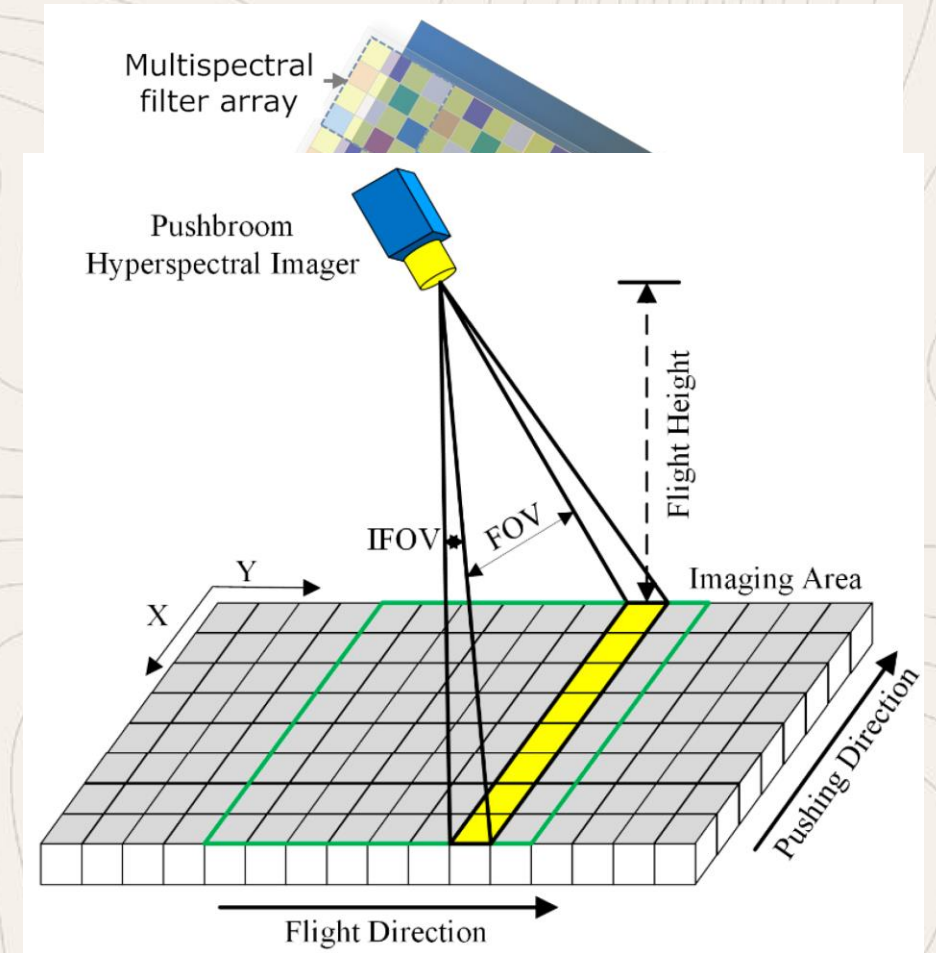 Multispectral
filter array
Pushbroom
Hyperspectral Imager
Flight Height
IFOV
FOV
Y
X
Imaging Area
Pushing Direction
Flight Direction